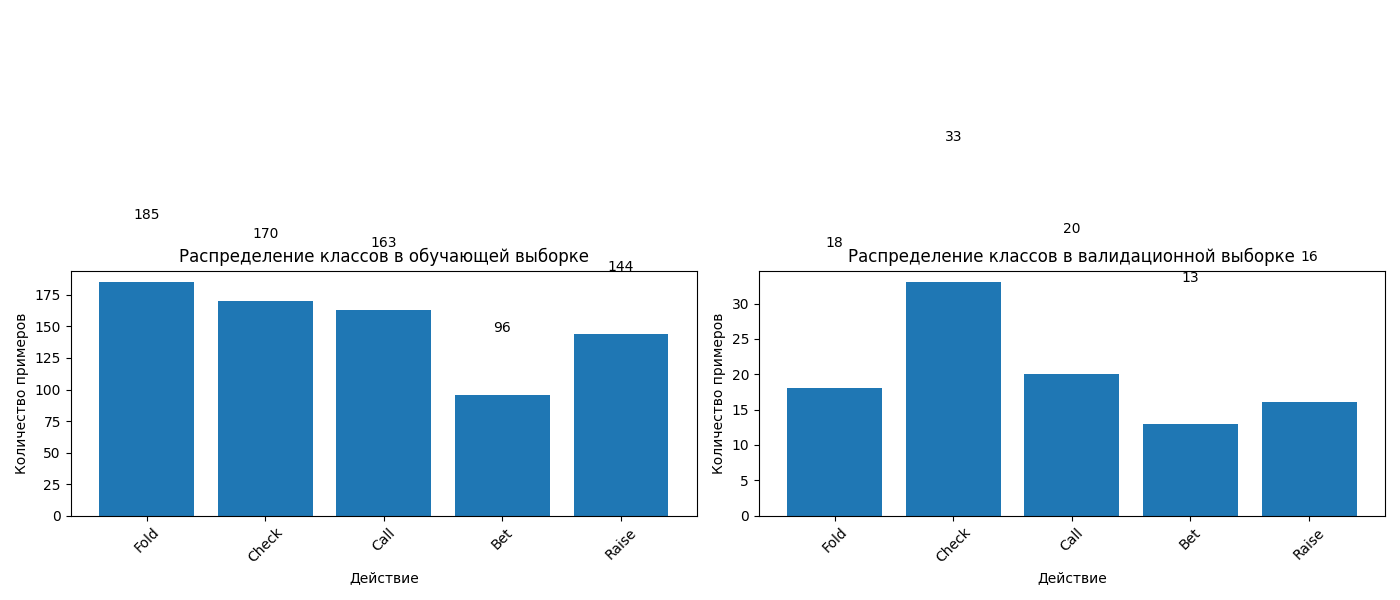 185
170
163
144
96
Распределение классов в обучающей выборке
Количество примеров
175
150
125
100
75
50
25
0
Fold
Check
Call
Bet
Raise
Действие
33
20
18
16
13
Распределение классов в валидационной выборке
Количество примеров
30
25
20
15
10
5
0
Fold
Check
Call
Bet
Raise
Действие